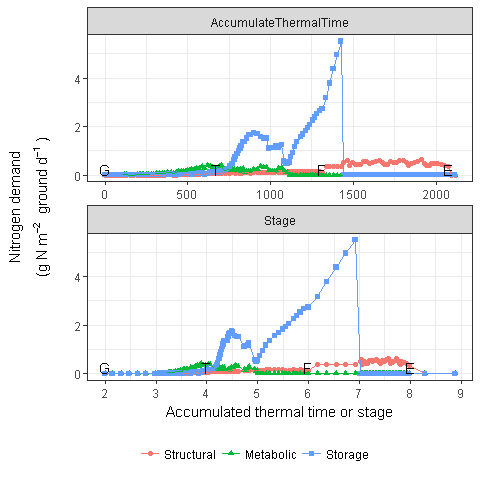 AccumulateThermalTime
4
2
0
G
T
F
E
0
500
1000
1500
2000
Nitrogen demand
(g N m⁻² ground d⁻¹ )
Stage
4
2
0
G
T
F
E
2
3
4
5
6
7
8
9
Accumulated thermal time or stage
Structural
Metabolic
Storage